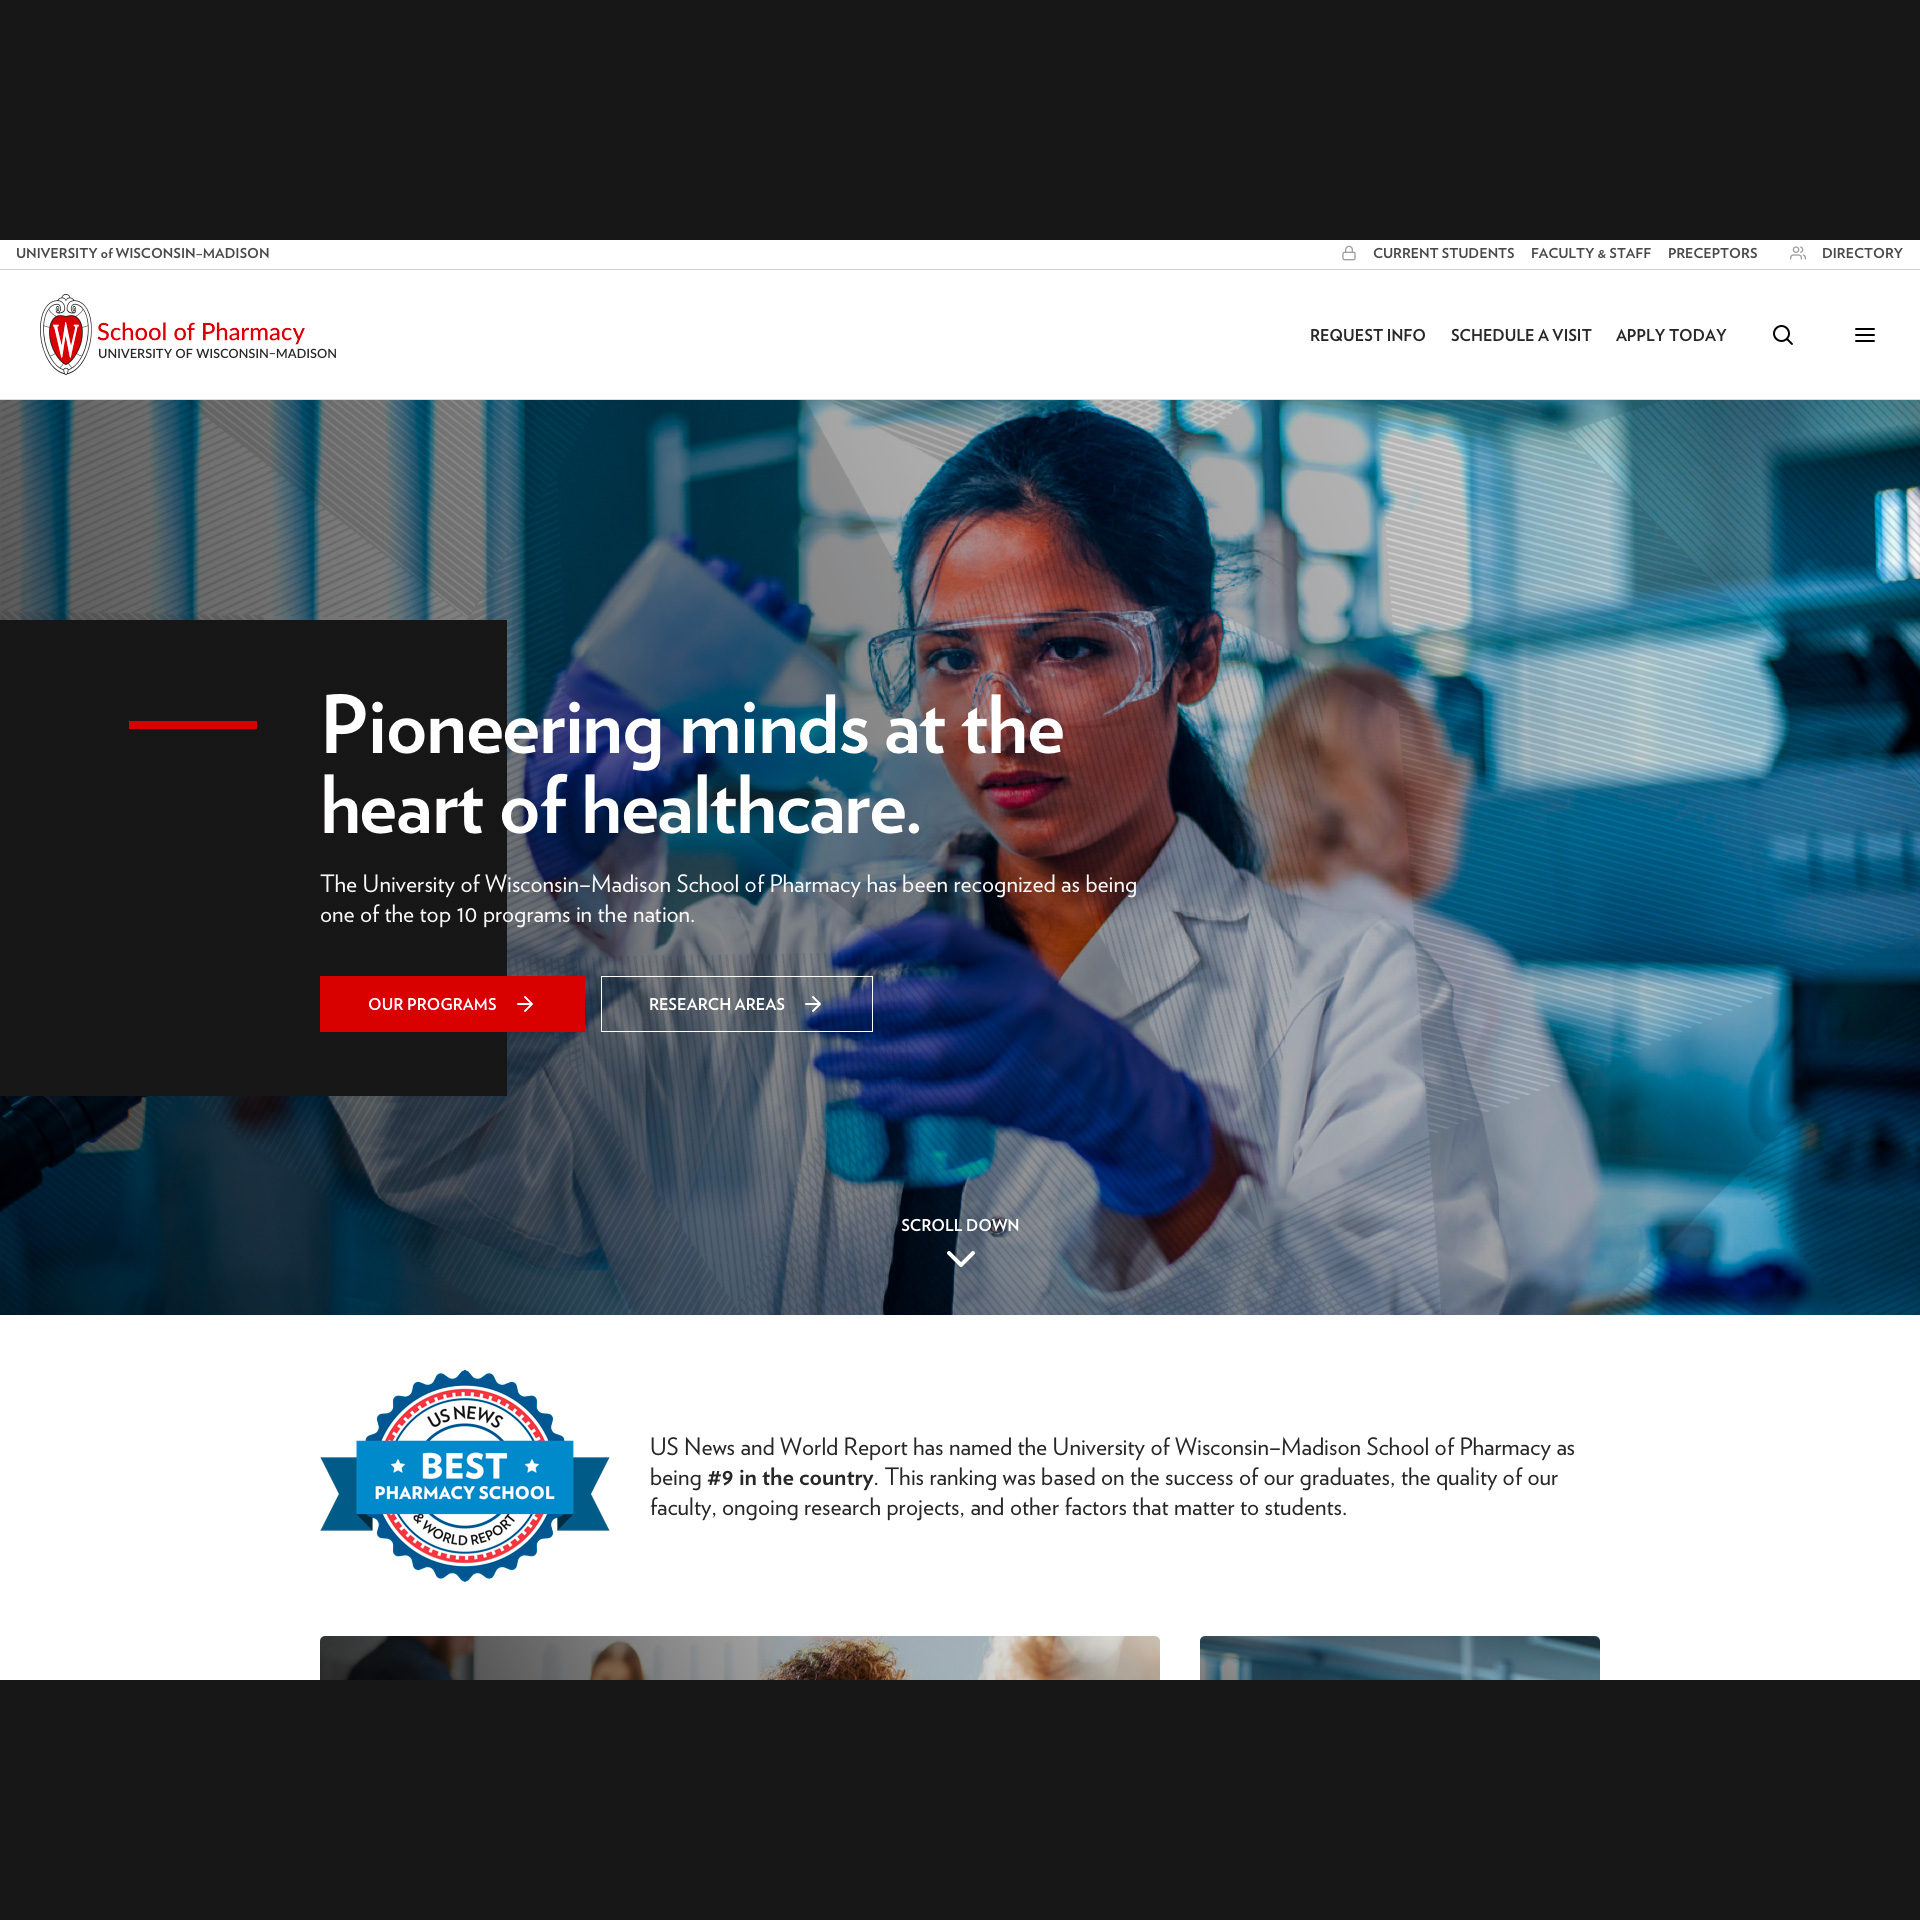 UNIVERSITY of WISCONSIN–MADISON
CURRENT STUDENTS FACULTY & STAFF PRECEPTORS DIRECTORY
W School of Pharmacy
UNIVERSITY OF WISCONSIN–MADISON
REQUEST INFO SCHEDULE A VISIT APPLY TODAY
Pioneering minds at the
heart of healthcare.
The University of Wisconsin–Madison School of Pharmacy has been recognized as being
one of the top 10 programs in the nation.
OUR PROGRAMS
RESEARCH AREAS
SCROLL DOWN
US NEWS
BEST
PHARMACY SCHOOL
& WORLD REPORT
US News and World Report has named the University of Wisconsin–Madison School of Pharmacy as
being #9 in the country. This ranking was based on the success of our graduates, the quality of our
faculty, ongoing research projects, and other factors that matter to students.